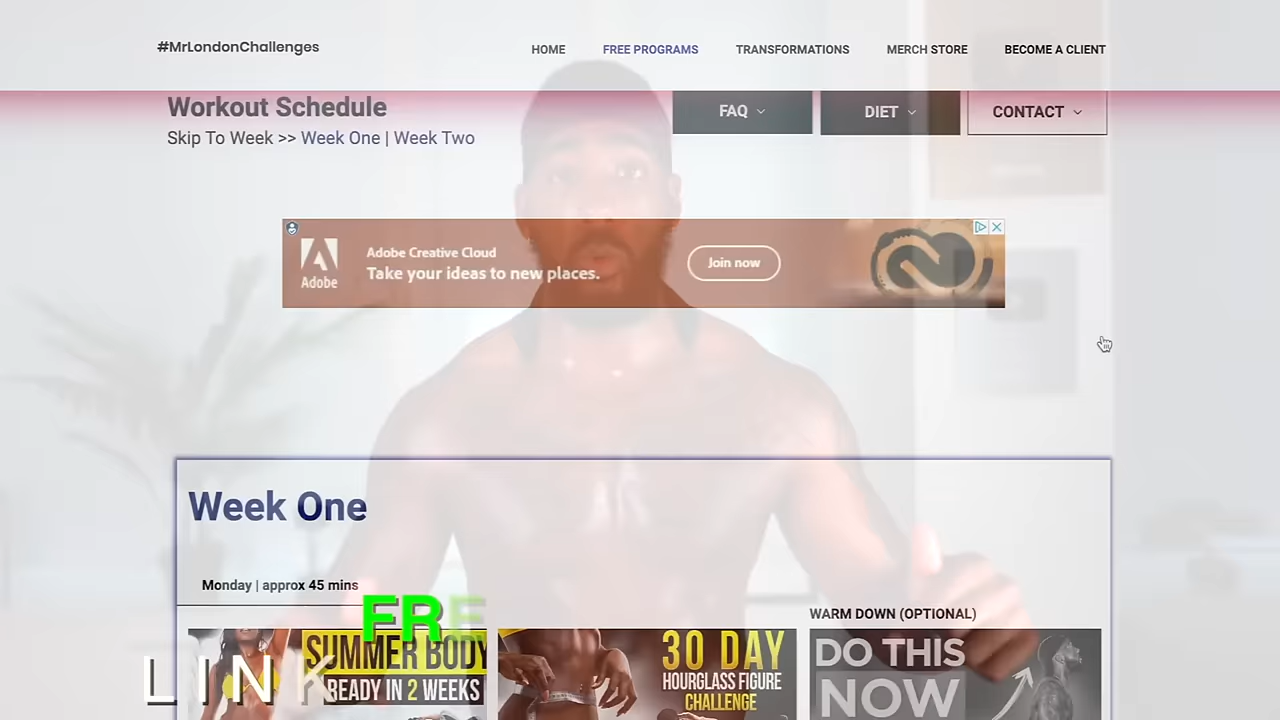 #MrLondonChallenges
HOME FREE PROGRAMS TRANSFORMATIONS MERCH STORE BECOME A CLIENT
Workout Schedule
FAQ DIET CONTACT
Skip To Week >> Week One | Week Two
Adobe
Adobe Creative Cloud
Take your ideas to new places.
Join now
Week One
Monday | approx 45 mins
WARM DOWN (OPTIONAL)
FRE
LINK
SUMMER BODY
READY IN 2 WEEKS
30 DAY
HOURGLASS FIGURE
CHALLENGE
DO THIS
NOW